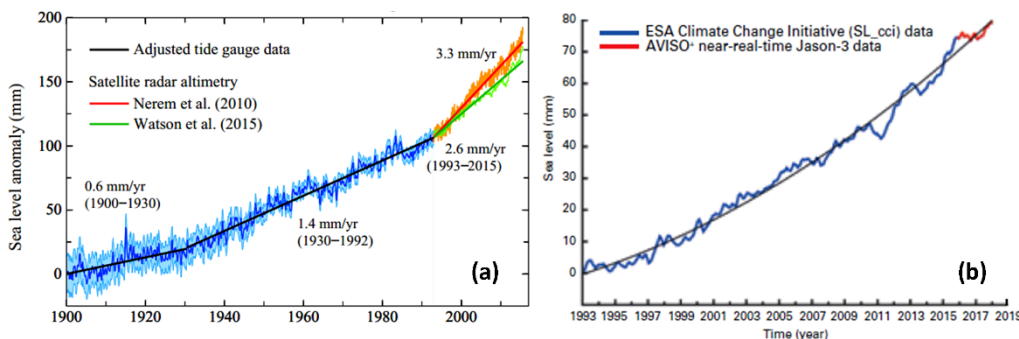 Sea level anomaly (mm)
200
150
100
50
0
Adjusted tide gauge data
Satellite radar altimetry
Nerem et al. (2010)
Watson et al. (2015)
3.3 mm/yr
2.6 mm/yr
(1993–2015)
0.6 mm/yr
(1900–1930)
1.4 mm/yr
(1930–1992)
(a)
1900 1920 1940 1960 1980 2000
Sea level (mm)
80
70
60
50
40
30
20
10
0
ESA Climate Change Initiative (SL_cci) data
AVISO+ near-real-time Jason-3 data
(b)
1993 1995 1997 1999 2001 2003 2005 2007 2009 2011 2013 2015 2017 2019
Time (year)